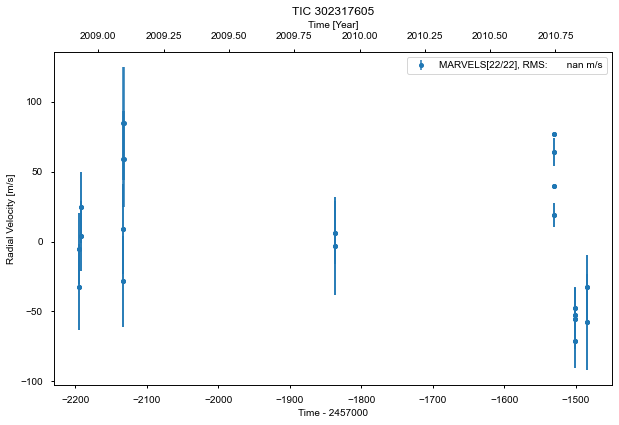 TIC 302317605
Time [Year]
2009.00 2009.25 2009.50 2009.75 2010.00 2010.25 2010.50 2010.75
MARVELS[22/22], RMS: nan m/s
100
50
0
−50
−100
Radial Velocity [m/s]
−2200 −2100 −2000 −1900 −1800 −1700 −1600 −1500
Time - 2457000